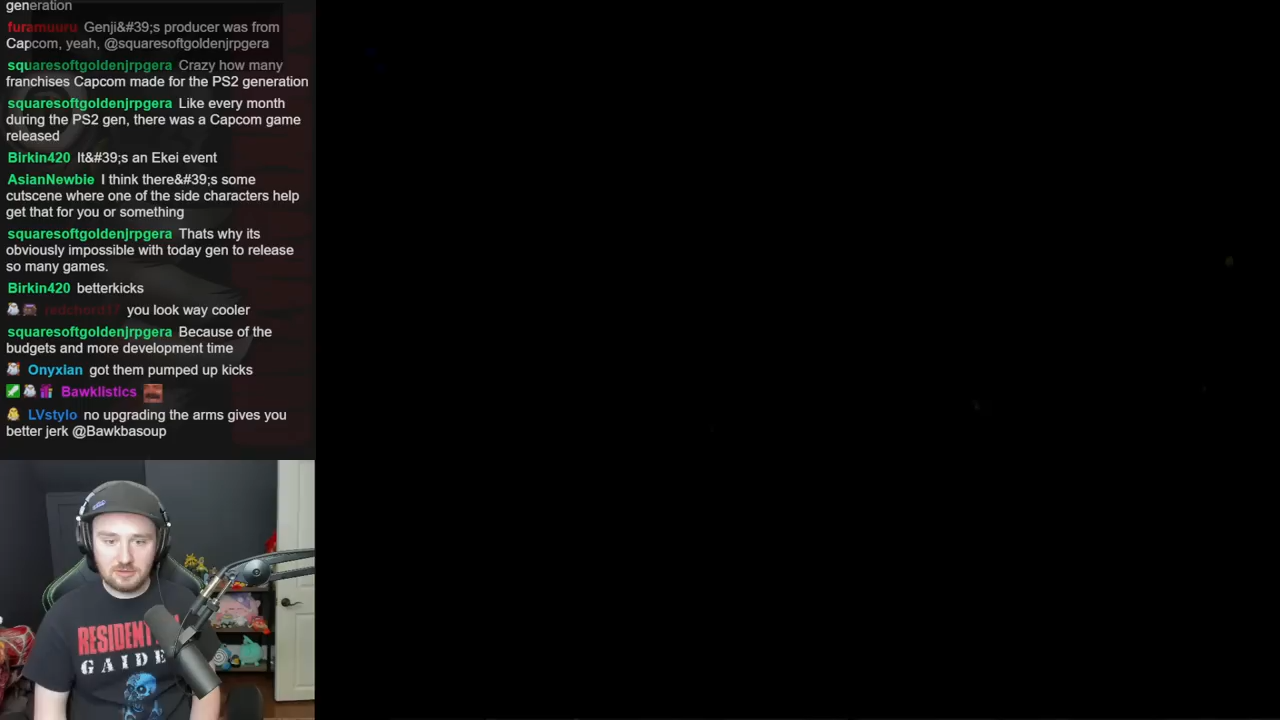 generation
furamuuru Genji&#39;s producer was from
Capcom, yeah, @squaresoftgoldenjrpgera
squaresoftgoldenjrpgera Crazy how many
franchises Capcom made for the PS2 generation
squaresoftgoldenjrpgera Like every month
during the PS2 gen, there was a Capcom game
released
Birkin420 It&#39;s an Ekei event
AsianNewbie I think there&#39;s some
cutscene where one of the side characters help
get that for you or something
squaresoftgoldenjrpgera Thats why its
obviously impossible with today gen to release
so many games.
Birkin420 betterkicks
redchord17 you look way cooler
squaresoftgoldenjrpgera Because of the
budgets and more development time
Onyxian got them pumped up kicks
Bawklistics
LVstylo no upgrading the arms gives you
better jerk @Bawkbasoup
RESIDENT
GAIDE